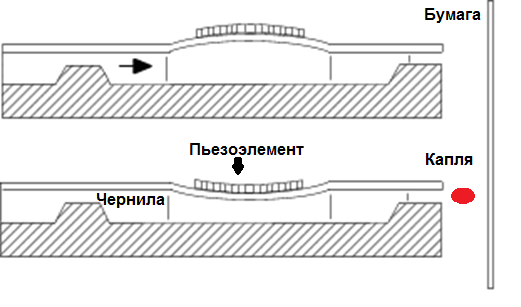 Бумага
Пьезоэлемент
Капля
Чернила